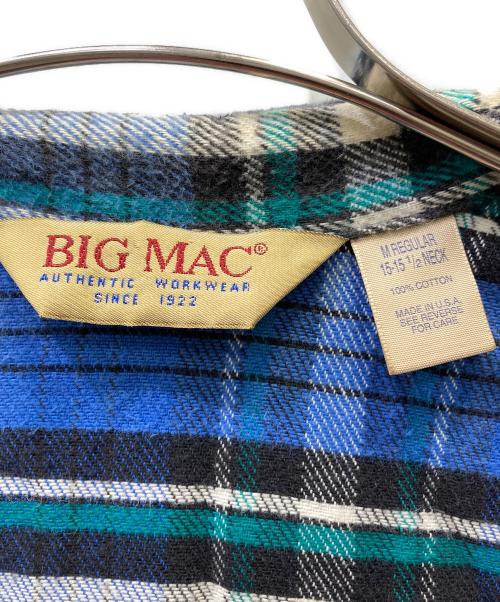 BIG MAC®
AUTHENTIC WORKWEAR
SINCE 1922
M REGULAR
15-15 1/2 NECK
100% COTTON
MADE IN U.S.A.
SEE REVERSE
FOR CARE